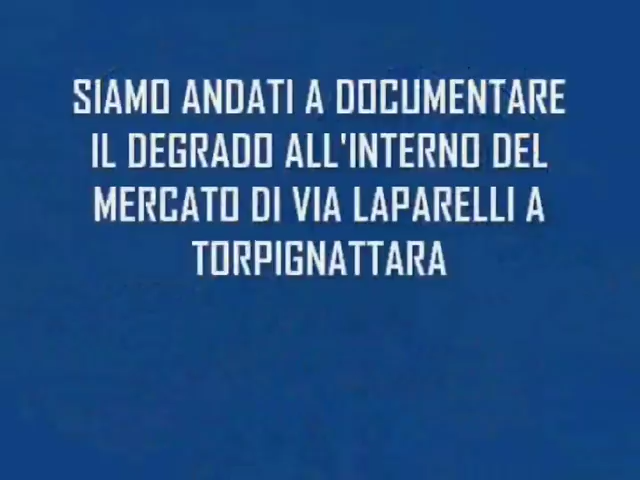 SIAMO ANDATI A DOCUMENTARE
IL DEGRADO ALL'INTERNO DEL
MERCATO DI VIA LAPARELLI A
TORPIGNATTARA